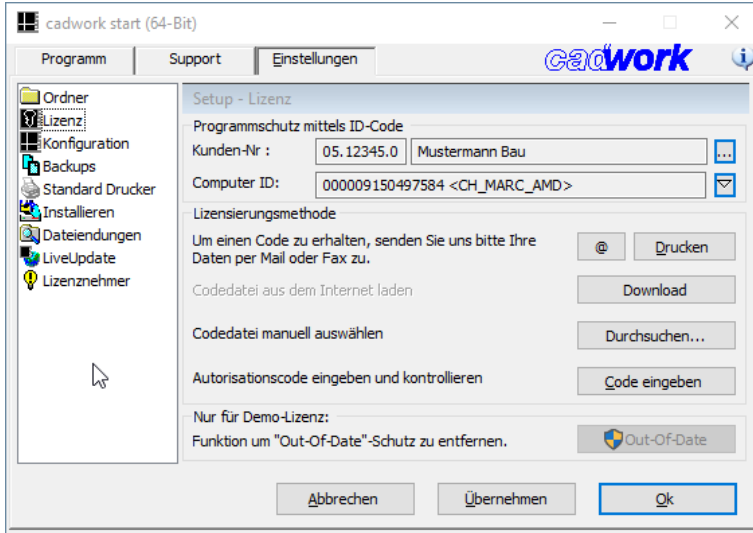 cadwork start (64-Bit)
Programm
Support
Einstellungen
cadwork
Ordner
Lizenz
Konfiguration
Backups
Standard Drucker
Installieren
Dateiendungen
LiveUpdate
Lizenznehmer
Setup - Lizenz
Programmschutz mittels ID-Code
Kunden-Nr : 05.12345.0 Mustermann Bau ...
Computer ID: 000009150497584 <CH_MARC_AMD>
Lizensierungsmethode
Um einen Code zu erhalten, senden Sie uns bitte Ihre
Daten per Mail oder Fax zu.
@ Drucken
Codedatei aus dem Internet laden Download
Codedatei manuell auswählen Durchsuchen...
Autorisationscode eingeben und kontrollieren Code eingeben
Nur für Demo-Lizenz:
Funktion um "Out-Of-Date"-Schutz zu entfernen. Out-Of-Date
Abbrechen Übernehmen Ok